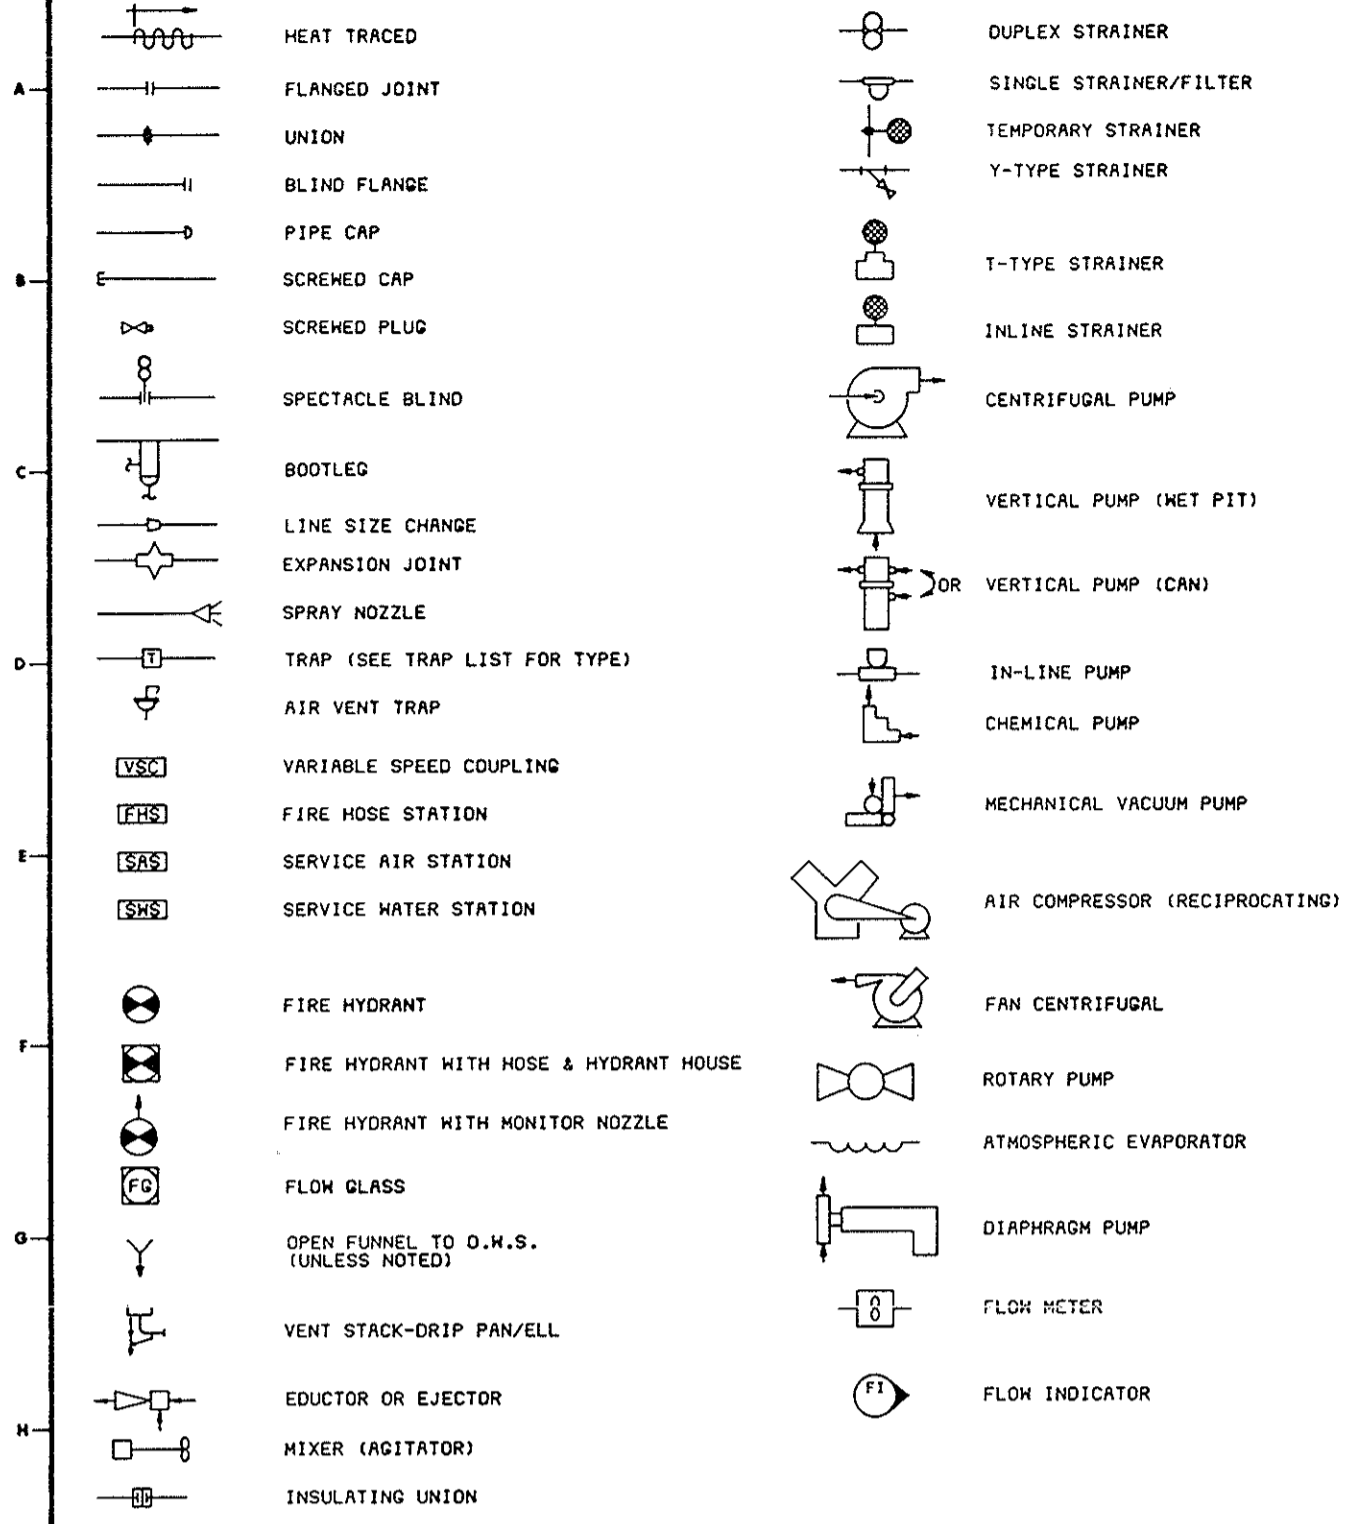 HEAT TRACED
A
FLANGED JOINT
UNION
BLIND FLANGE
PIPE CAP
B
SCREWED CAP
SCREWED PLUG
SPECTACLE BLIND
C
BOOTLEG
LINE SIZE CHANGE
EXPANSION JOINT
SPRAY NOZZLE
D
T
TRAP (SEE TRAP LIST FOR TYPE)
AIR VENT TRAP
VSC
VARIABLE SPEED COUPLING
FHS
FIRE HOSE STATION
E
SAS
SERVICE AIR STATION
SWS
SERVICE WATER STATION
FIRE HYDRANT
F
FIRE HYDRANT WITH HOSE & HYDRANT HOUSE
FIRE HYDRANT WITH MONITOR NOZZLE
FG
FLOW GLASS
G
OPEN FUNNEL TO O.W.S.
(UNLESS NOTED)
VENT STACK-DRIP PAN/ELL
EDUCTOR OR EJECTOR
H
MIXER (AGITATOR)
INSULATING UNION
DUPLEX STRAINER
SINGLE STRAINER/FILTER
TEMPORARY STRAINER
Y-TYPE STRAINER
T-TYPE STRAINER
INLINE STRAINER
CENTRIFUGAL PUMP
VERTICAL PUMP (WET PIT)
OR
VERTICAL PUMP (CAN)
IN-LINE PUMP
CHEMICAL PUMP
MECHANICAL VACUUM PUMP
AIR COMPRESSOR (RECIPROCATING)
FAN CENTRIFUGAL
ROTARY PUMP
ATMOSPHERIC EVAPORATOR
DIAPHRAGM PUMP
FLOW METER
FI
FLOW INDICATOR